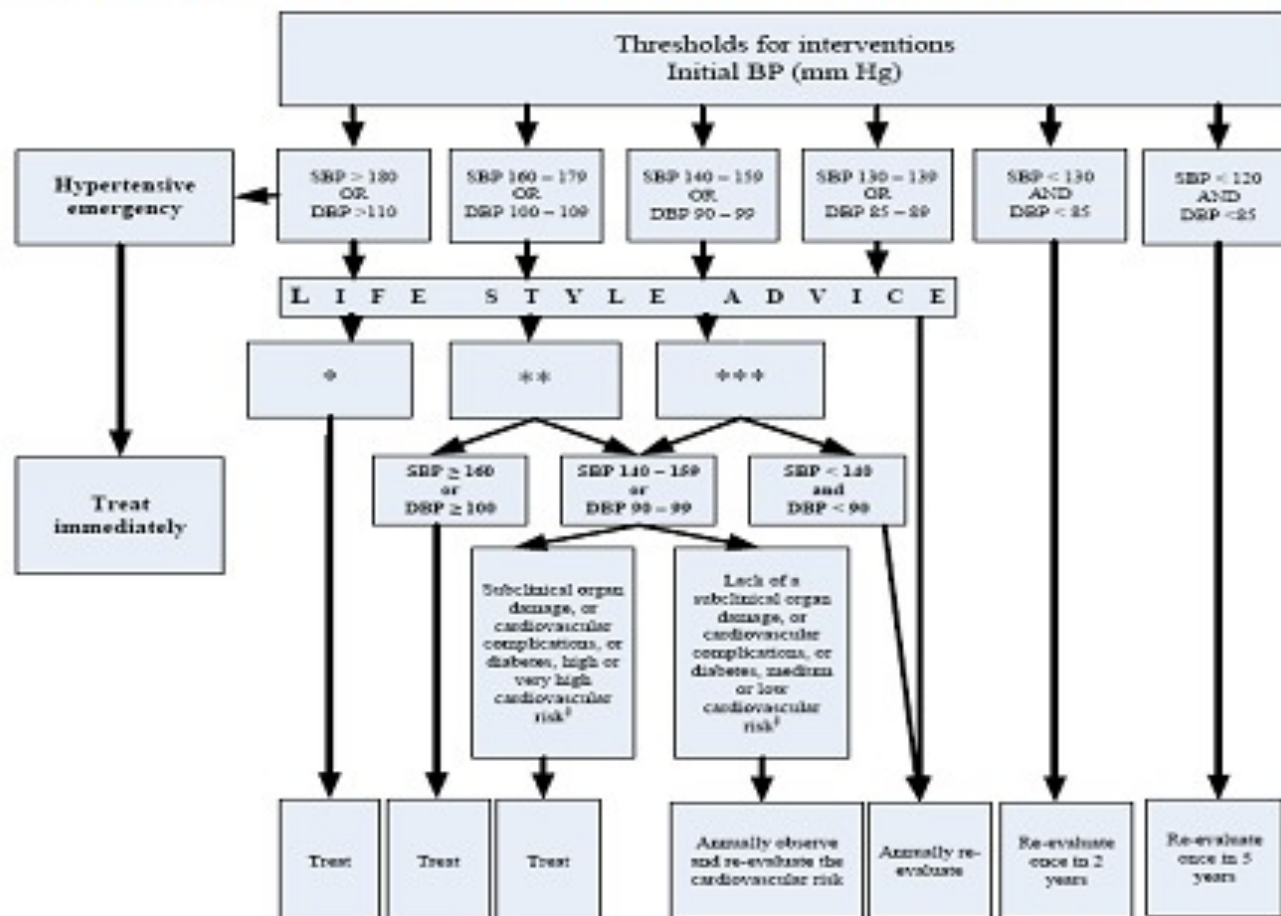 Thresholds for interventions
Initial BP (mm Hg)
Hypertensive
emergency
SBP > 180
OR
DBP >110
SBP 160 – 179
OR
DBP 100 – 109
SBP 140 – 159
OR
DBP 90 – 99
SBP 130 – 139
OR
DBP 85 – 89
SBP < 130
AND
DBP < 85
SBP < 120
AND
DBP <85
LIFE STYLE ADVICE
*
**
***
Treat
immediately
SBP ≥ 160
or
DBP ≥ 100
SBP 140 – 159
or
DBP 90 – 99
SBP < 140
and
DBP < 90
Subclinical organ
damage, or
cardiovascular
complications, or
diabetes, high or
very high
cardiovascular
risk
Lack of a
subclinical organ
damage, or
cardiovascular
complications, or
diabetes, medium
or low
cardiovascular
risk
Treat
Treat
Treat
Annually observe
and re-evaluate the
cardiovascular risk
Annually re-
evaluate
Re-evaluate
once in 2
years
Re-evaluate
once in 5
years